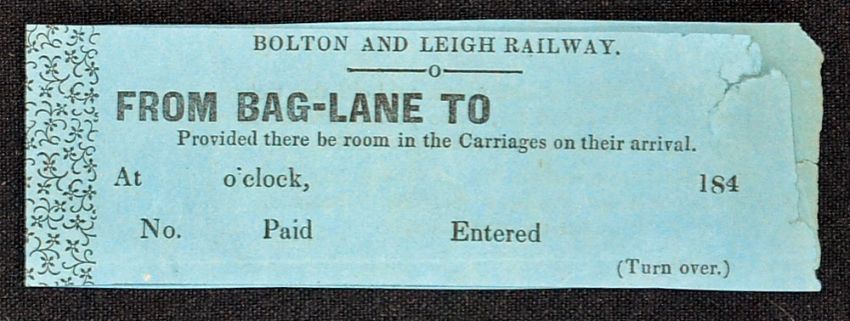 BOLTON AND LEIGH RAILWAY.
FROM BAG-LANE TO
Provided there be room in the Carriages on their arrival.
At o'clock, 184
No. Paid Entered
(Turn over.)